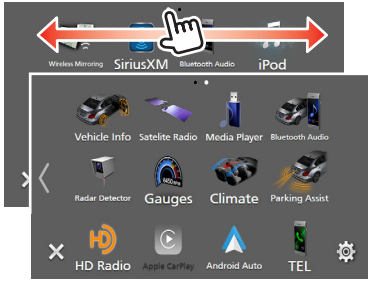 Wireless Mirroring SiriusXM Bluetooth Audio iPod
Vehicle Info Satelite Radio Media Player Bluetooth Audio
Radar Detector Gauges Climate Parking Assist
HD Radio Apple CarPlay Android Auto TEL